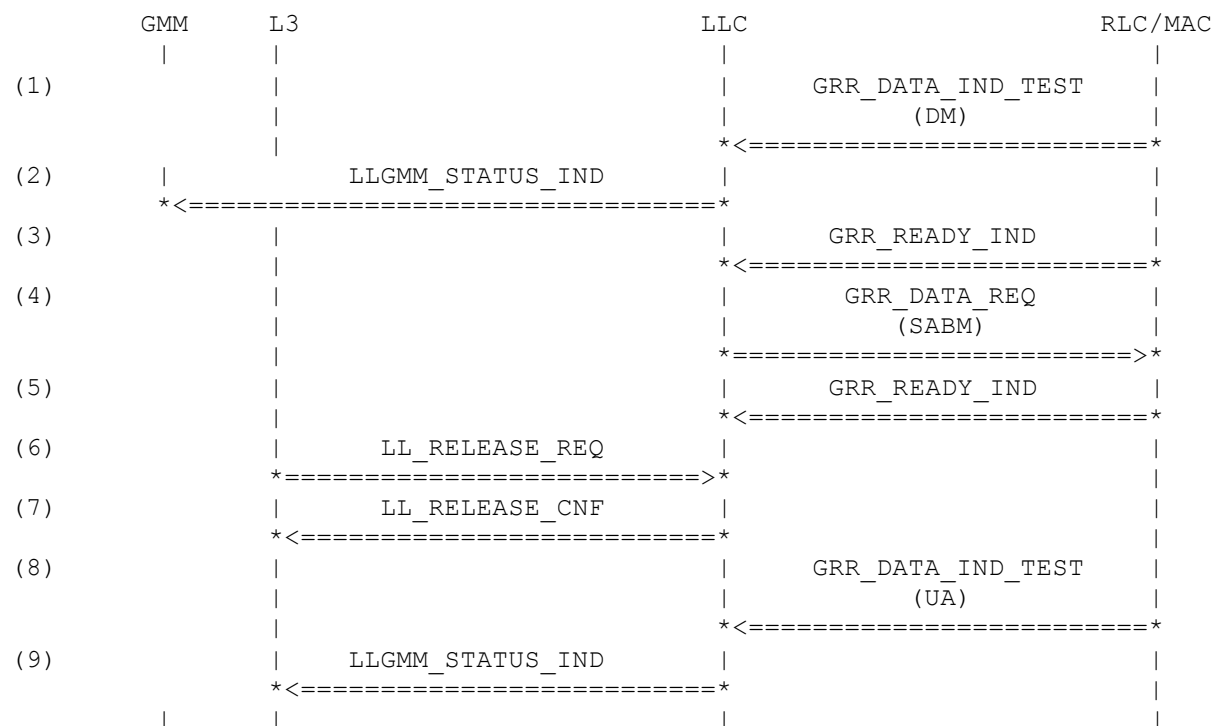 GMM L3 LLC RLC/MAC
(1) GRR_DATA_IND_TEST
(DM)
(2) LLGMM_STATUS_IND
(3) GRR_READY_IND
(4) GRR_DATA_REQ
(SABM)
(5) GRR_READY_IND
(6) LL_RELEASE_REQ
(7) LL_RELEASE_CNF
(8) GRR_DATA_IND_TEST
(UA)
(9) LLGMM_STATUS_IND